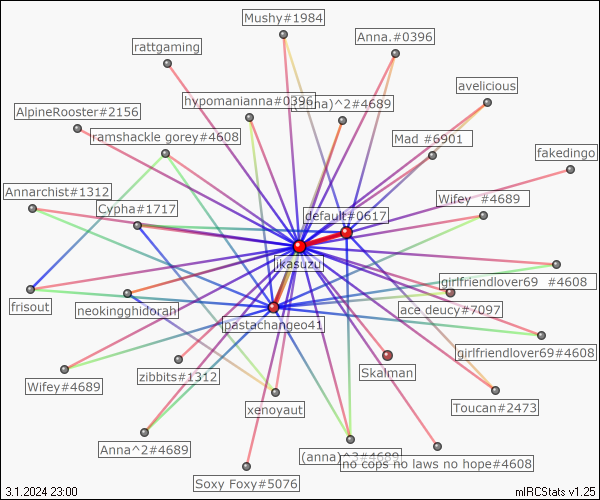 Mushy#1984
Anna.#0396
rattgaming
avelicious
hypomanianna#0396
na)^2#4689
AlpineRooster#2156
ramshackle gorey#4608
Mad #6901
fakedingo
Annarchist#1312
Wifey #4689
Cypha#1717
default#0617
jikasuzu
girlfriendlover69 #4608
frisout
neokingghidorah
ace deucy#7097
pastachangeo41
girlfriendlover69#4608
zibbits#1312
Skalman
Wifey#4689
xenoyaut
Toucan#2473
Anna^2#4689
(anna)^3#4689
no cops no laws no hope#4608
Soxy Foxy#5076
3.1.2024 23:00
mIRCStats v1.25